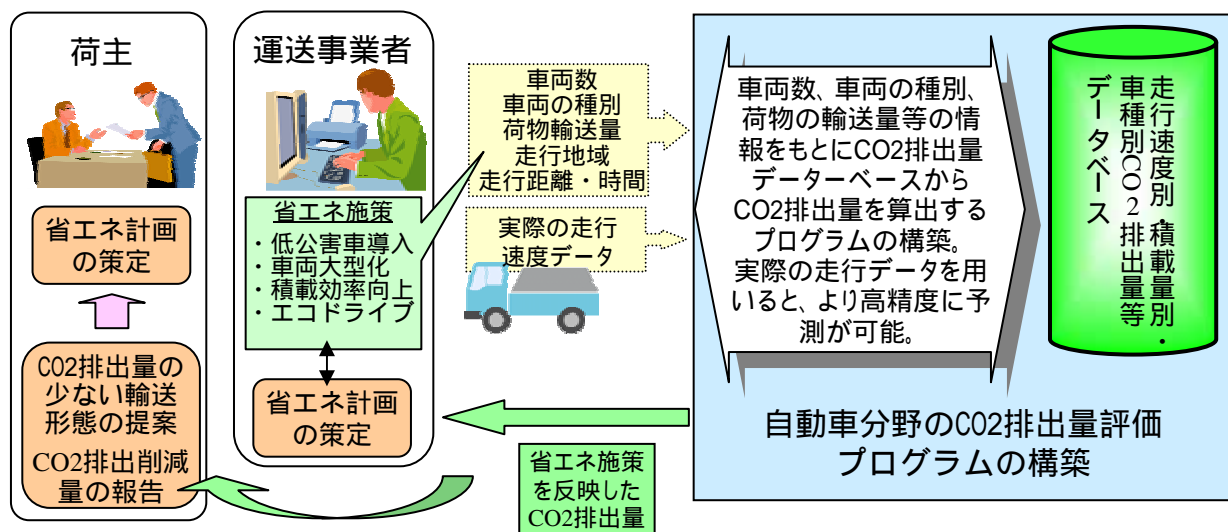 荷主
省エネ計画
の策定
CO2排出量の
少ない輸送
形態の提案
CO2排出削減
量の報告
運送事業者
省エネ施策
・低公害車導入
・車両大型化
・積載効率向上
・エコドライブ
省エネ計画
の策定
車両数
車両の種別
荷物輸送量
走行地域
走行距離・時間
実際の走行
速度データ
省エネ施策
を反映した
CO2排出量
車両数、車両の種別、
荷物の輸送量等の情
報をもとにCO2排出量
データーベースから
CO2排出量を算出する
プログラムの構築。
実際の走行データを用
いると、より高精度に予
測が可能。
走行速度別・積載量別・
車種別CO2排出量等
データベース
自動車分野のCO2排出量評価
プログラムの構築